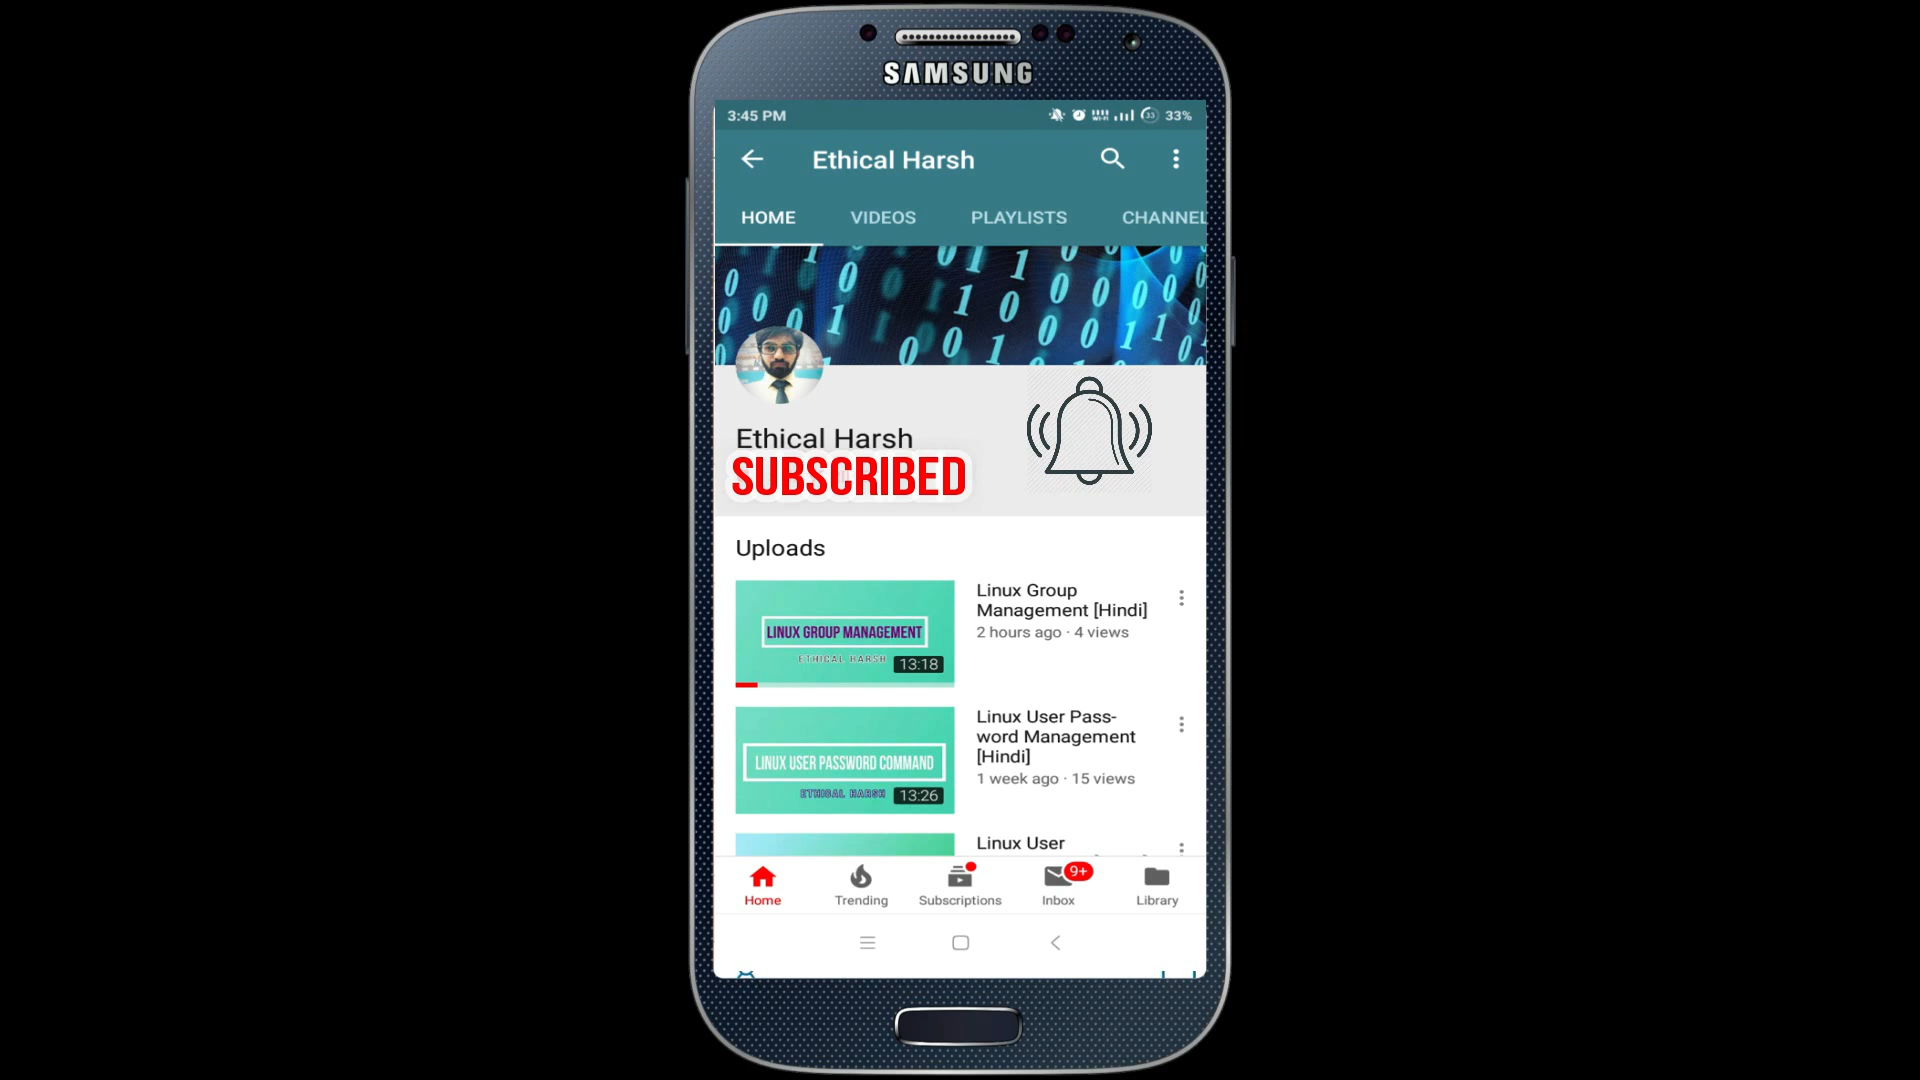 SAMSUNG
3:45 PM
WI-FI
33
33%
Ethical Harsh
HOME VIDEOS PLAYLISTS CHANNEL
Ethical Harsh
SUBSCRIBED
Uploads
LINUX GROUP MANAGEMENT
ETHICAL HARSH
13:18
Linux Group
Management [Hindi]
2 hours ago · 4 views
LINUX USER PASSWORD COMMAND
ETHICAL HARSH
13:26
Linux User Pass-
word Management
[Hindi]
1 week ago · 15 views
Linux User
9+
Home Trending Subscriptions Inbox Library